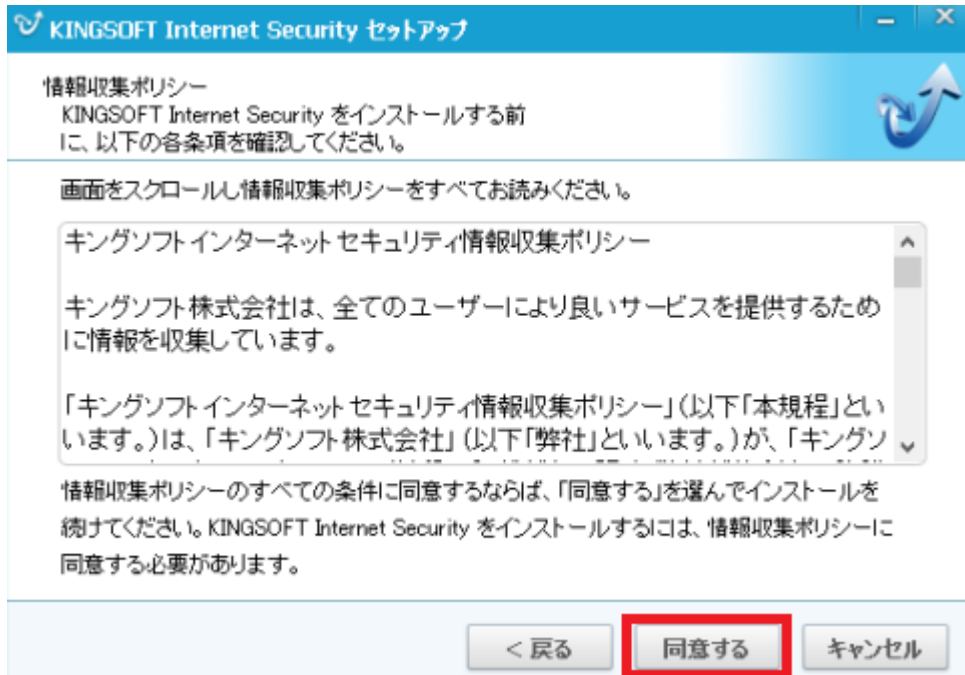 KINGSOFT Internet Security セットアップ
情報収集ポリシー
KINGSOFT Internet Security をインストールする前
に、以下の各条項を確認してください。
画面をスクロールし情報収集ポリシーをすべてお読みください。
キングソフトインターネットセキュリティ情報収集ポリシー
キングソフト株式会社は、全てのユーザーにより良いサービスを提供するため
に情報を収集しています。
「キングソフトインターネットセキュリティ情報収集ポリシー」(以下「本規程」とい
います。)は、「キングソフト株式会社」(以下「弊社」といいます。)が、「キングソ
情報収集ポリシーのすべての条件に同意するならば、「同意する」を選んでインストールを
続けてください。KINGSOFT Internet Security をインストールするには、情報収集ポリシーに
同意する必要があります。
< 戻る
同意する
キャンセル